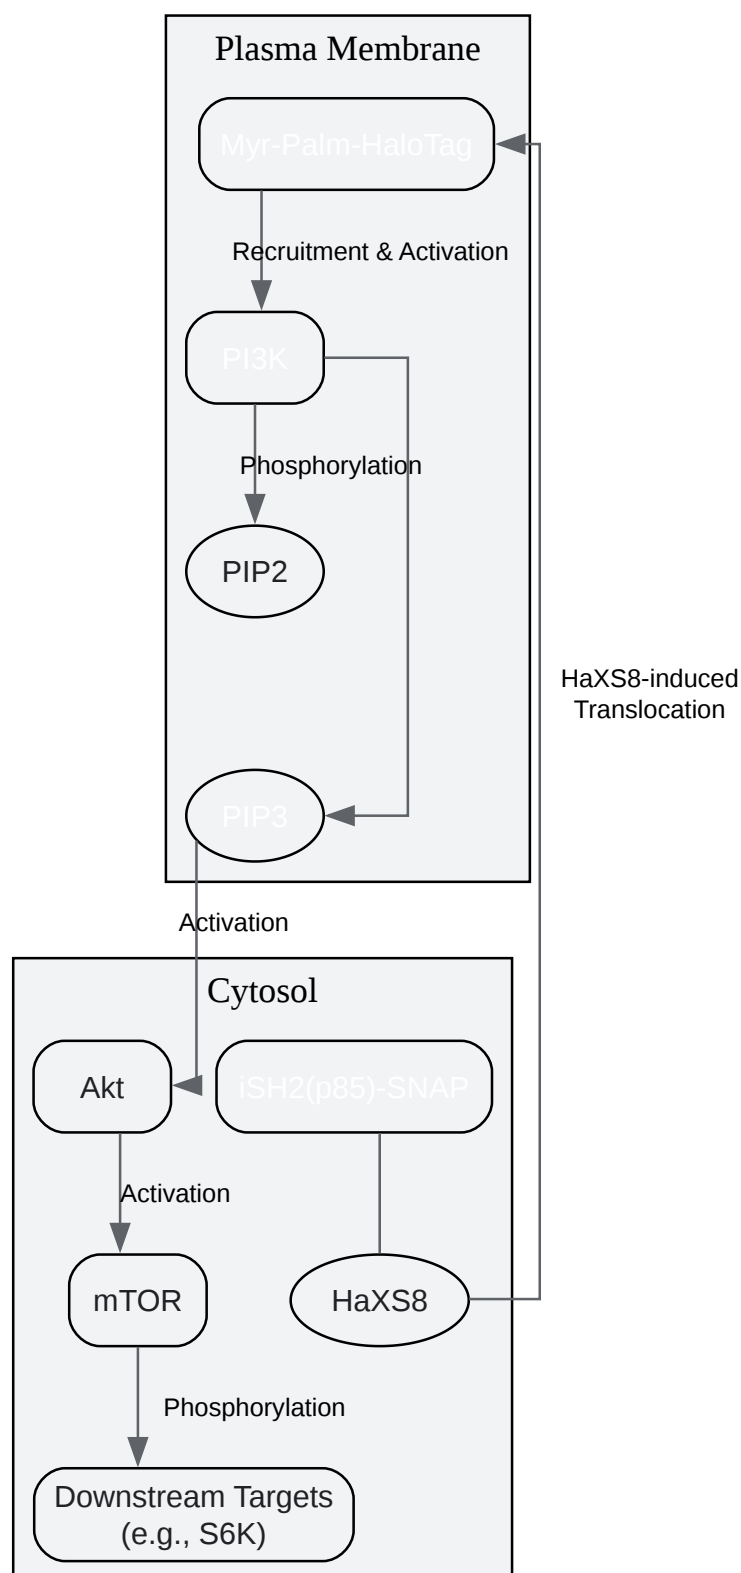 Plasma Membrane
Myr-Palm-HaloTag
Recruitment & Activation
PI3K
Phosphorylation
PIP2
HaXS8-induced
Translocation
PIP3
Activation
Cytosol
Akt
iSH2(p85)-SNAP
Activation
mTOR
HaXS8
Phosphorylation
Downstream Targets
(e.g., S6K)